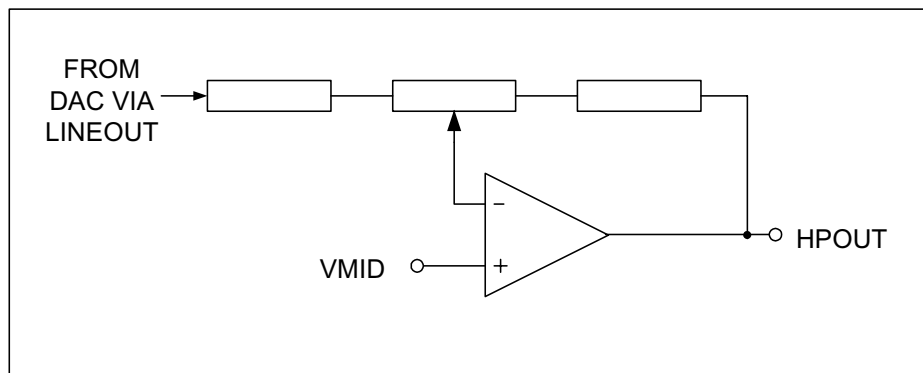 FROM
DAC VIA
LINEOUT
−
VMID
+
HPOUT